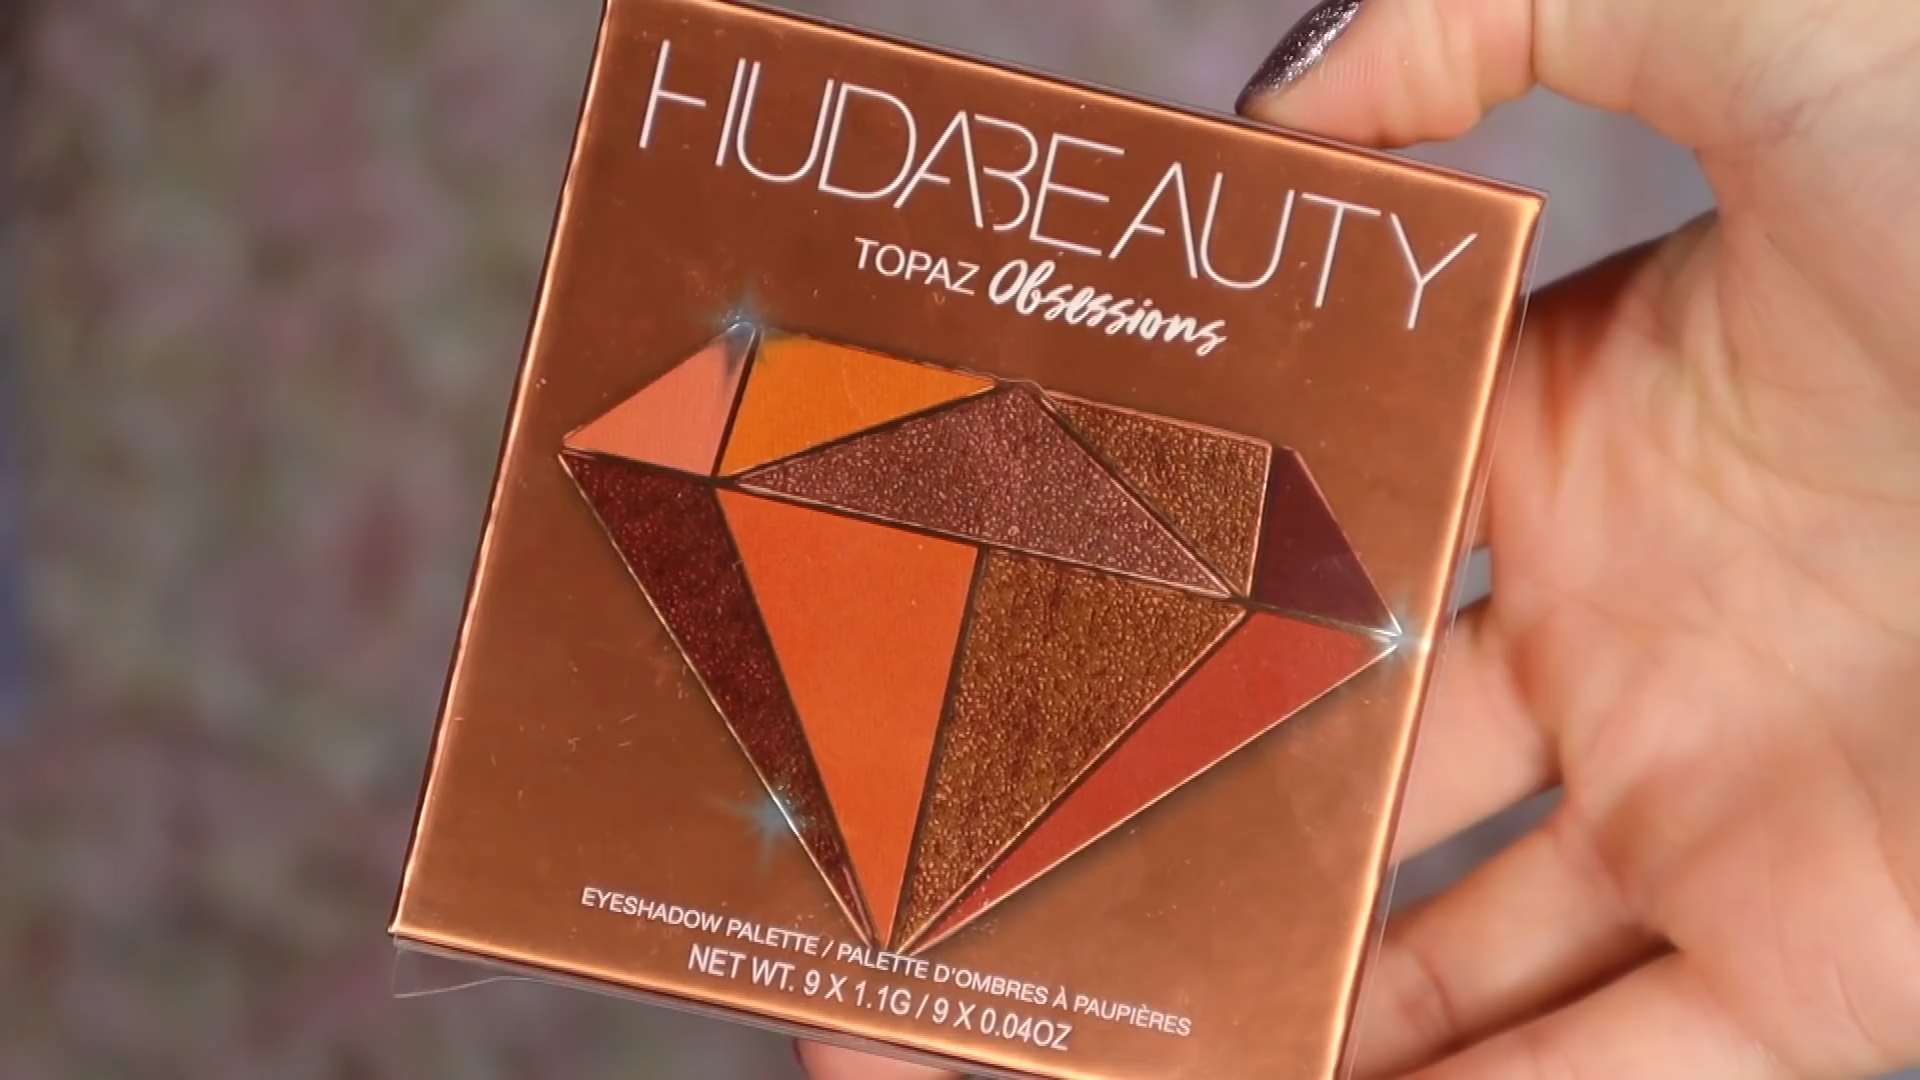 HUDABEAUTY
TOPAZ Obsessions
EYESHADOW PALETTE / PALETTE D'OMBRES À PAUPIÈRES
NET WT. 9 X 1.1G / 9 X 0.04OZ